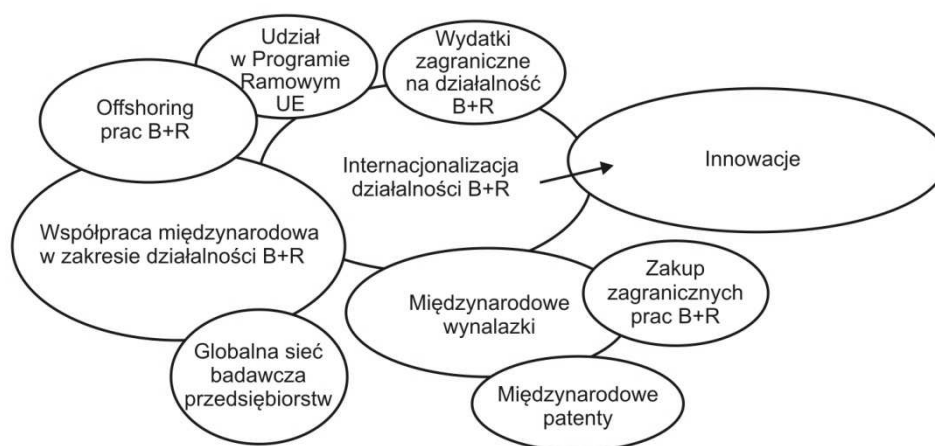 Udział
w Programie
Ramowym
UE
Wydatki
zagraniczne
na działalność
B+R
Offshoring
prac B+R
Internacjonalizacja
działalności B+R
Innowacje
Współpraca międzynarodowa
w zakresie działalności B+R
Międzynarodowe
wynalazki
Zakup
zagranicznych
prac B+R
Globalna sieć
badawcza
przedsiębiorstw
Międzynarodowe
patenty